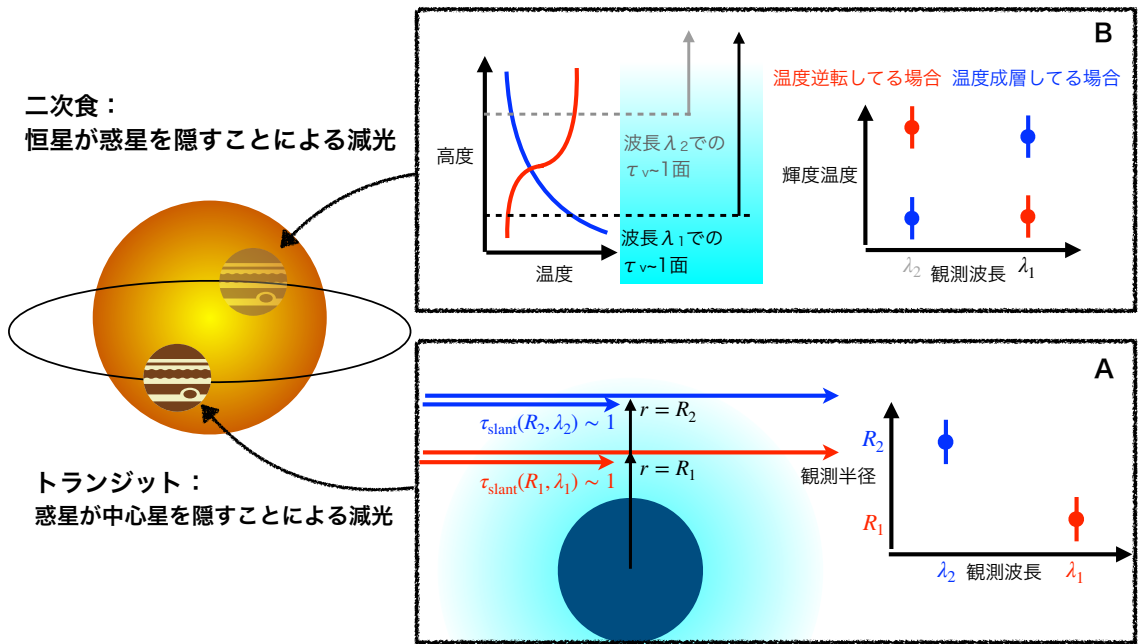 二次食：
恒星が惑星を隠すことによる減光
トランジット：
惑星が中心星を隠すことによる減光
B
高度
温度
波長λ2での
τν~1面
波長λ1での
τν~1面
温度逆転してる場合
温度成層してる場合
輝度温度
λ2
観測波長
λ1
A
τslant(R2, λ2) ∼ 1
r = R2
τslant(R1, λ1) ∼ 1
r = R1
R2
観測半径
R1
λ2
観測波長
λ1